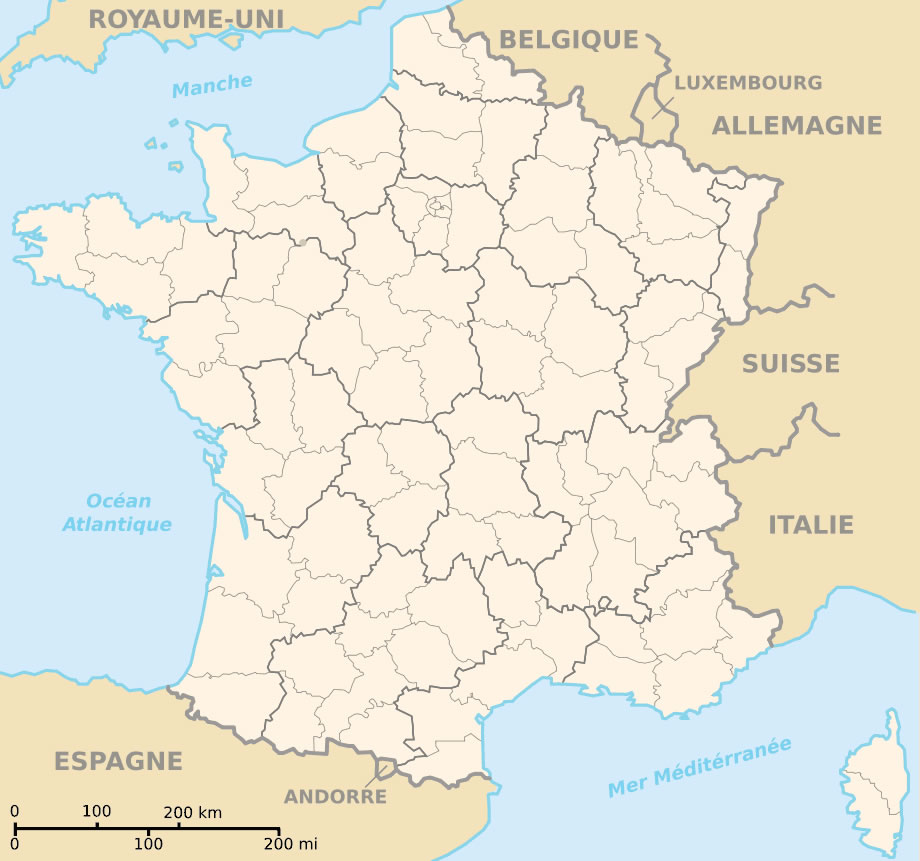 ROYAUME-UNI
BELGIQUE
Manche
LUXEMBOURG
ALLEMAGNE
SUISSE
Océan
Atlantique
ITALIE
Mer Méditérranée
ESPAGNE
ANDORRE
0 100 200 km
0 100 200 mi